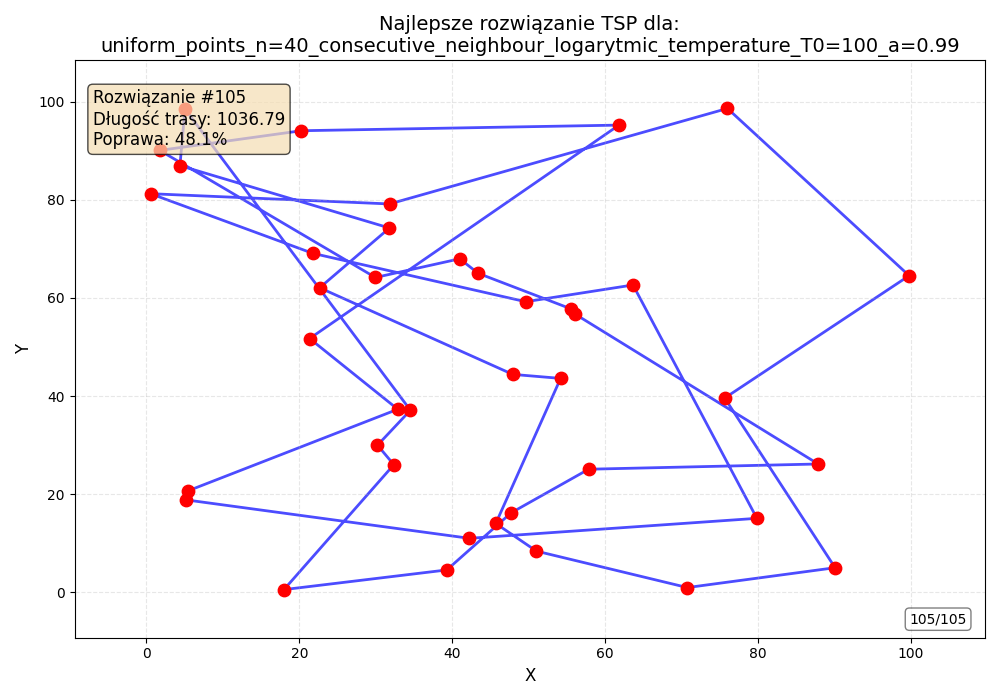 Najlepsze rozwiązanie TSP dla:
uniform_points_n=40_consecutive_neighbour_logarytmic_temperature_T0=100_a=0.99
Rozwiązanie #105
Długość trasy: 1036.79
Poprawa: 48.1%
100
80
60
40
20
0
Y
105/105
0 20 40 60 80 100
X